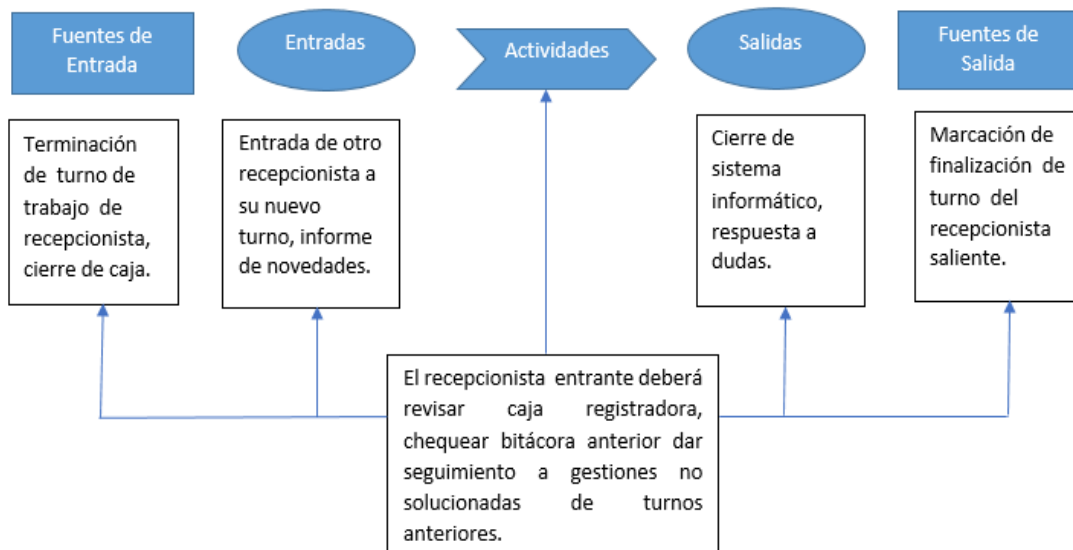 Fuentes de
Entrada
Entradas
Actividades
Salidas
Fuentes de
Salida
Terminación
de turno de
trabajo de
recepcionista,
cierre de caja.
Entrada de otro
recepcionista a
su nuevo
turno, informe
de novedades.
Cierre de
sistema
informático,
respuesta a
dudas.
Marcación de
finalización de
turno del
recepcionista
saliente.
El recepcionista entrante deberá
revisar caja registradora,
chequear bitácora anterior dar
seguimiento a gestiones no
solucionadas de turnos
anteriores.